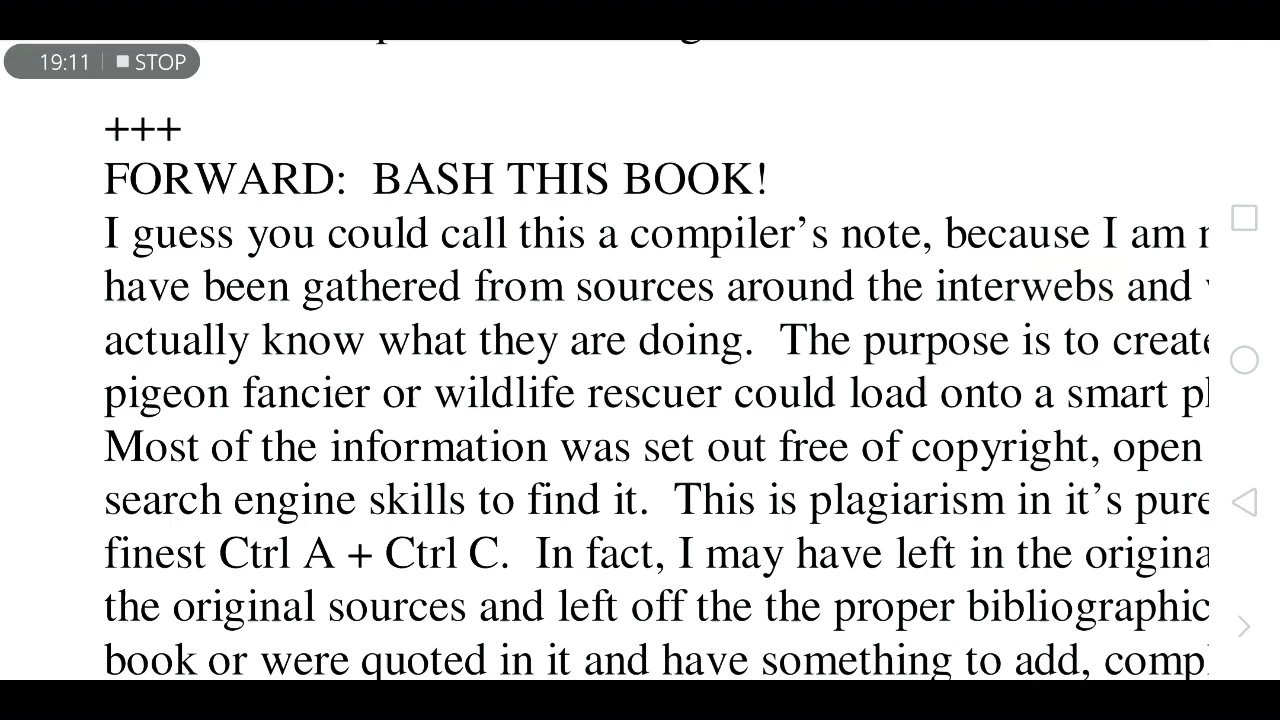 19:11 STOP
+++
FORWARD: BASH THIS BOOK!
I guess you could call this a compiler’s note, because I am
have been gathered from sources around the interwebs and
actually know what they are doing. The purpose is to create
pigeon fancier or wildlife rescuer could load onto a smart
Most of the information was set out free of copyright, open
search engine skills to find it. This is plagiarism in it’s pure
finest Ctrl A + Ctrl C. In fact, I may have left in the origina
the original sources and left off the the proper bibliographic
book or were quoted in it and have something to add, comp